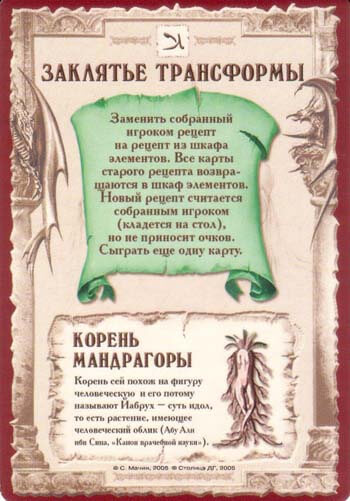 ЗАКЛЯТЬЕ ТРАНСФОРМЫ
Заменить собранный
игроком рецепт
на рецепт из шкафа
элементов. Все карты
старого рецепта возвра-
щаются в шкаф элементов.
Новый рецепт считается
собранным игроком
(кладется на стол),
но не приносит очков.
Сыграть еще одну карту.
КОРЕНЬ
МАНДРАГОРЫ
Корень сей похож на фигуру
человеческую и его потому
называют Йабрух – суть идол,
то есть растение, имеющее
человеческий облик (Абу Али
ибн Сина, «Канон врачебной науки»).
© С. Мачин, 2005 © Столица ДГ, 2005